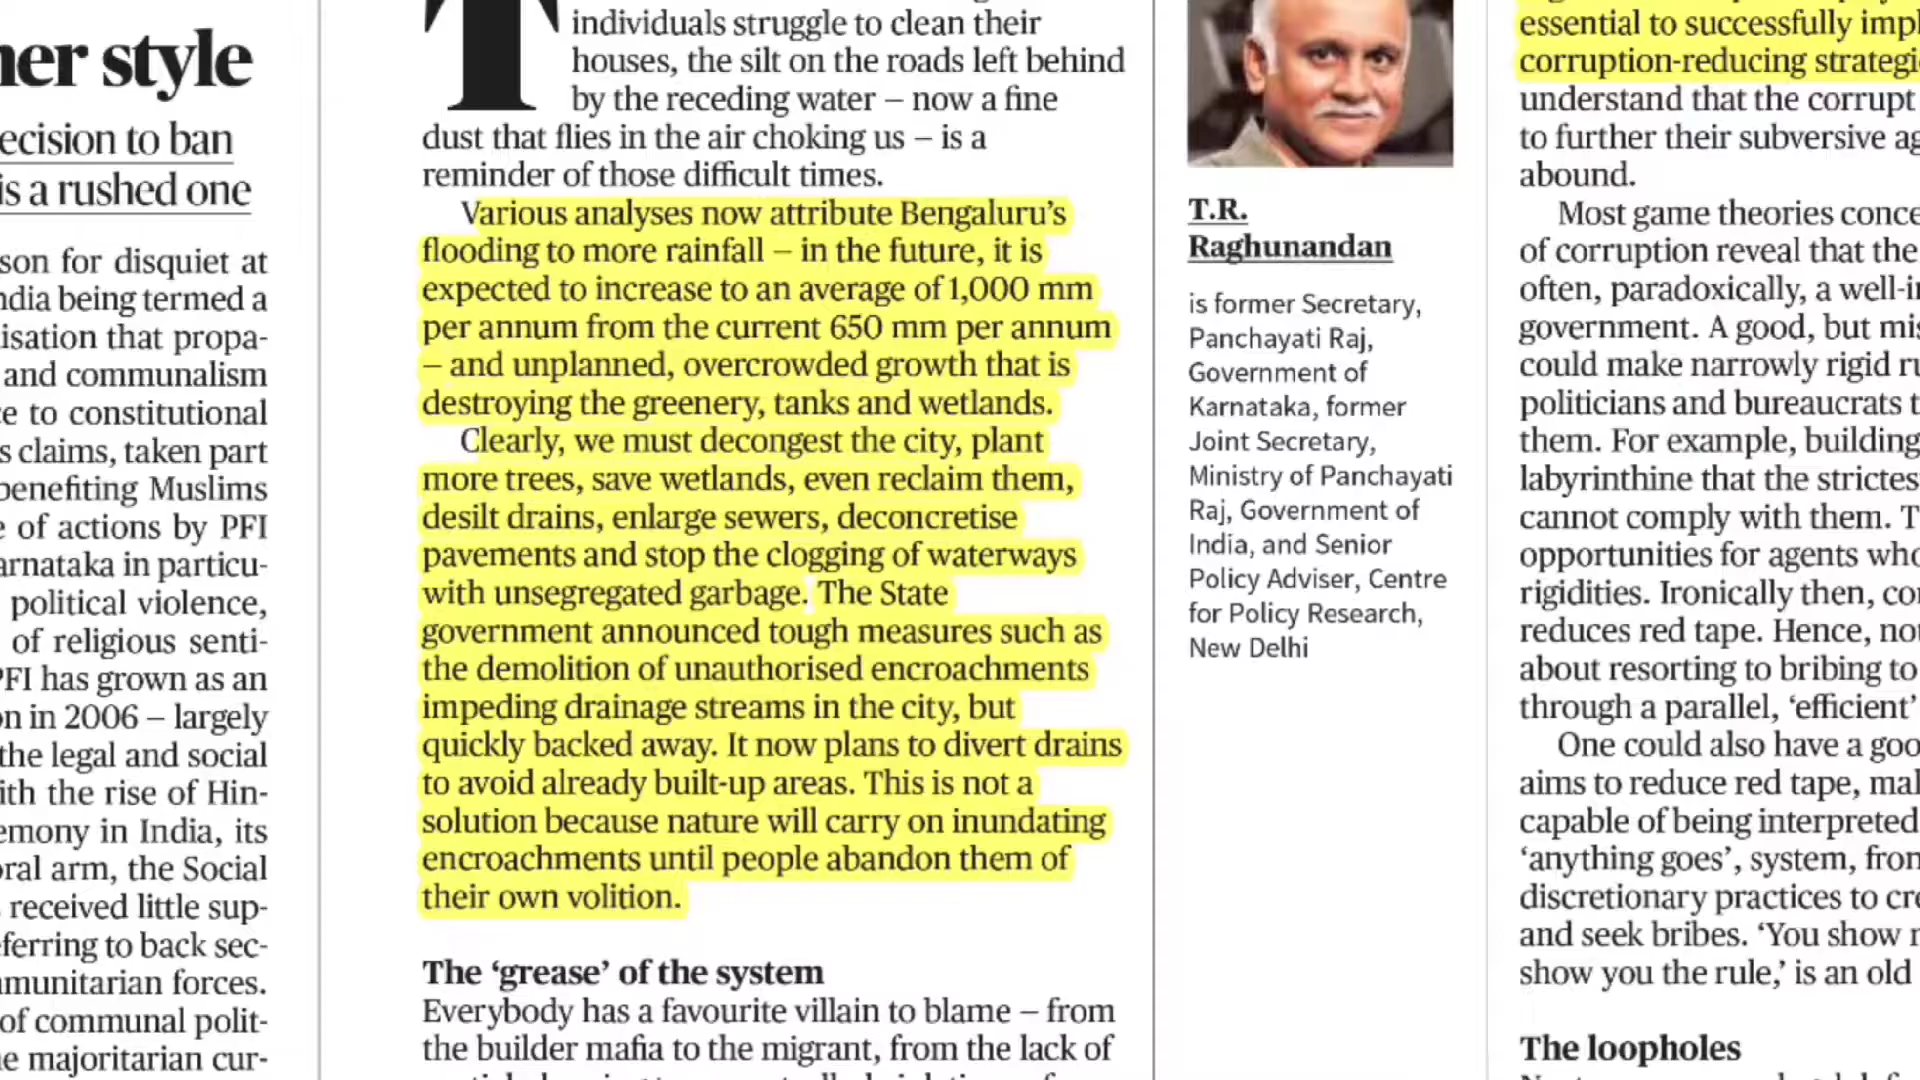 ner style
ecision to ban
is a rushed one
son for disquiet at
ndia being termed a
isation that propa-
and communalism
e to constitutional
s claims, taken part
benefiting Muslims
e of actions by PFI
arnataka in particu-
political violence,
of religious senti-
PFI has grown as an
on in 2006 – largely
the legal and social
ith the rise of Hin-
emony in India, its
oral arm, the Social
received little sup-
eferring to back sec-
mmunitarian forces.
of communal polit-
e majoritarian cur-
T
individuals struggle to clean their
houses, the silt on the roads left behind
by the receding water – now a fine
dust that flies in the air choking us – is a
reminder of those difficult times.
Various analyses now attribute Bengaluru's
flooding to more rainfall – in the future, it is
expected to increase to an average of 1,000 mm
per annum from the current 650 mm per annum
– and unplanned, overcrowded growth that is
destroying the greenery, tanks and wetlands.
Clearly, we must decongest the city, plant
more trees, save wetlands, even reclaim them,
desilt drains, enlarge sewers, deconcretise
pavements and stop the clogging of waterways
with unsegregated garbage. The State
government announced tough measures such as
the demolition of unauthorised encroachments
impeding drainage streams in the city, but
quickly backed away. It now plans to divert drains
to avoid already built-up areas. This is not a
solution because nature will carry on inundating
encroachments until people abandon them of
their own volition.
The 'grease' of the system
Everybody has a favourite villain to blame – from
the builder mafia to the migrant, from the lack of
T.R.
Raghunandan
is former Secretary,
Panchayati Raj,
Government of
Karnataka, former
Joint Secretary,
Ministry of Panchayati
Raj, Government of
India, and Senior
Policy Adviser, Centre
for Policy Research,
New Delhi
essential to successfully impl
corruption-reducing strategi
understand that the corrupt
to further their subversive ag
abound.
Most game theories conce
of corruption reveal that the
often, paradoxically, a well-i
government. A good, but mis
could make narrowly rigid ru
politicians and bureaucrats t
them. For example, building
labyrinthine that the strictes
cannot comply with them. T
opportunities for agents who
rigidities. Ironically then, co
reduces red tape. Hence, no
about resorting to bribing to
through a parallel, 'efficient'
One could also have a goo
aims to reduce red tape, mal
capable of being interpreted
'anything goes', system, from
discretionary practices to cre
and seek bribes. 'You show m
show you the rule,' is an old
The loopholes